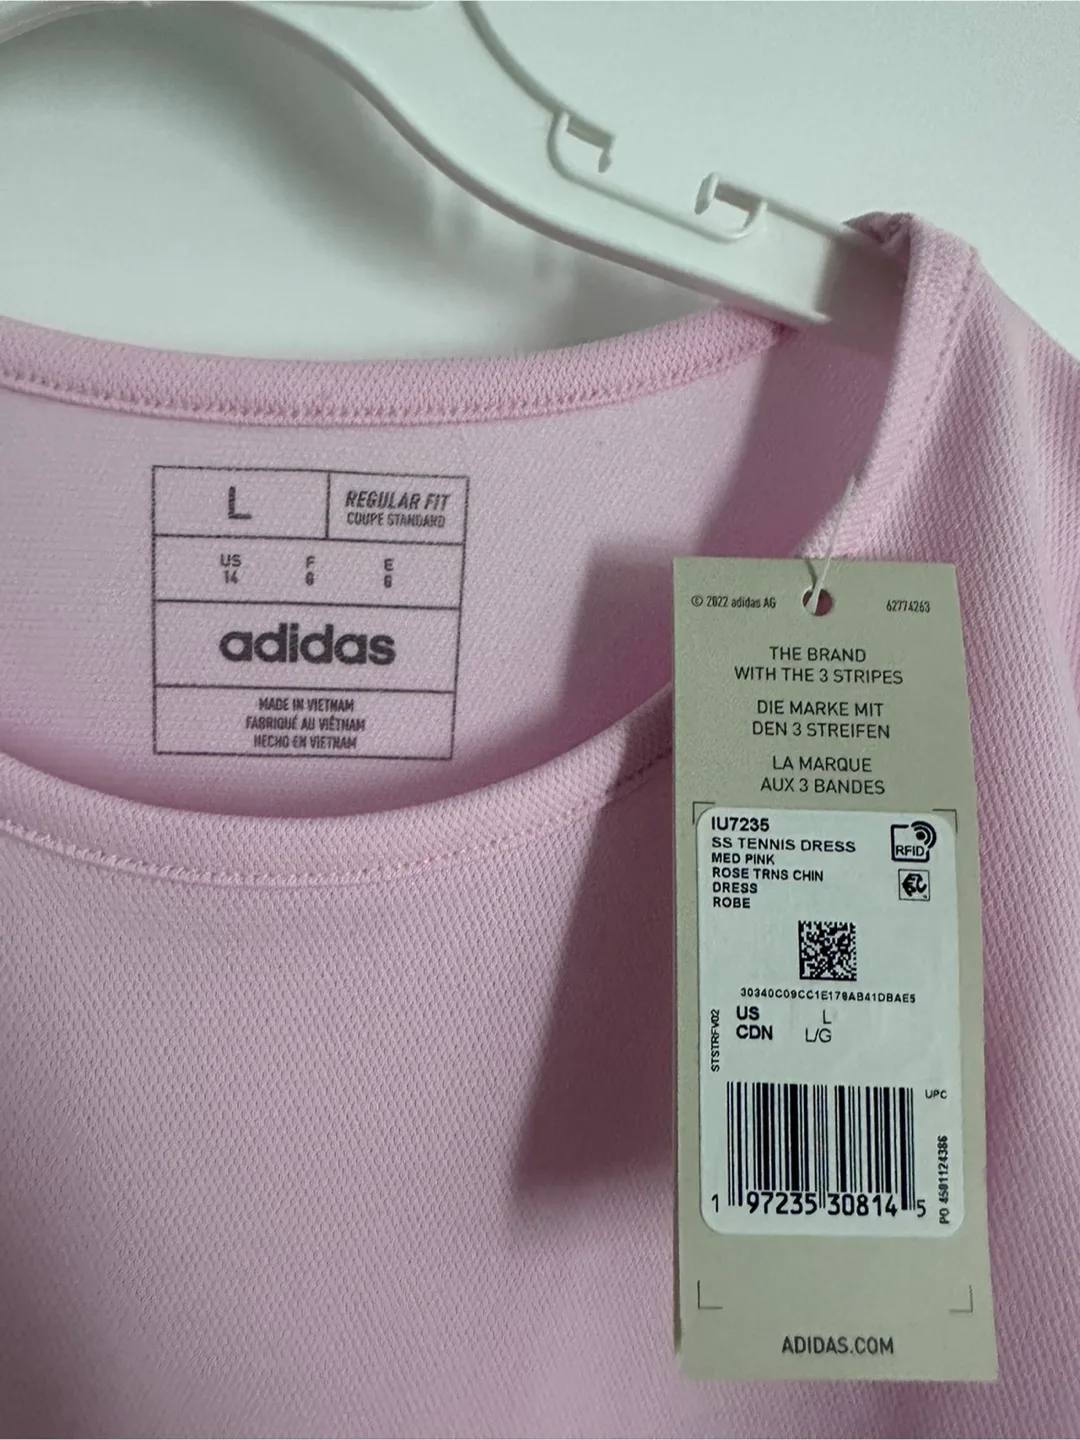 L
REGULAR FIT
COUPE STANDARD
US F E
14 G G
adidas
MADE IN VIETNAM
FABRIQUÉ AU VIÊTNAM
HECHO EN VIETNAM
© 2022 adidas AG
62774263
THE BRAND
WITH THE 3 STRIPES
DIE MARKE MIT
DEN 3 STREIFEN
LA MARQUE
AUX 3 BANDES
IU7235
SS TENNIS DRESS
MED PINK
ROSE TRNS CHIN
DRESS
ROBE
RFID
30340C09CC1E178AB41DBAE5
US L
CDN L/G
STSTRFV02
UPC
1 97235 30814 5
PO 4501124386
ADIDAS.COM